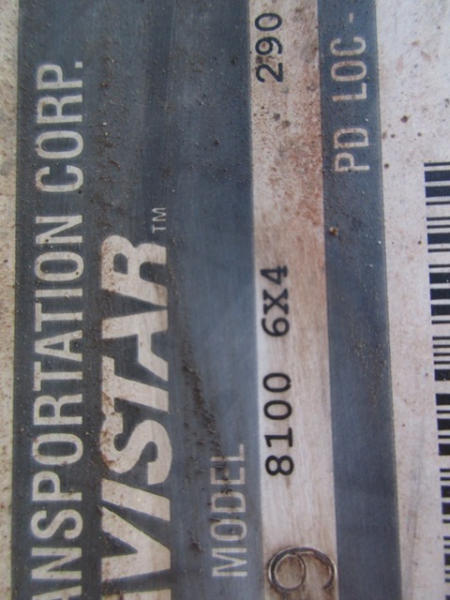 ANSPORTATION CORP.
VISTAR™
MODEL
8100 6X4 290
PD LOC-